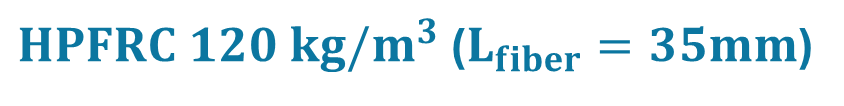 HPFRC 120 kg/m³ (L_fiber = 35mm)